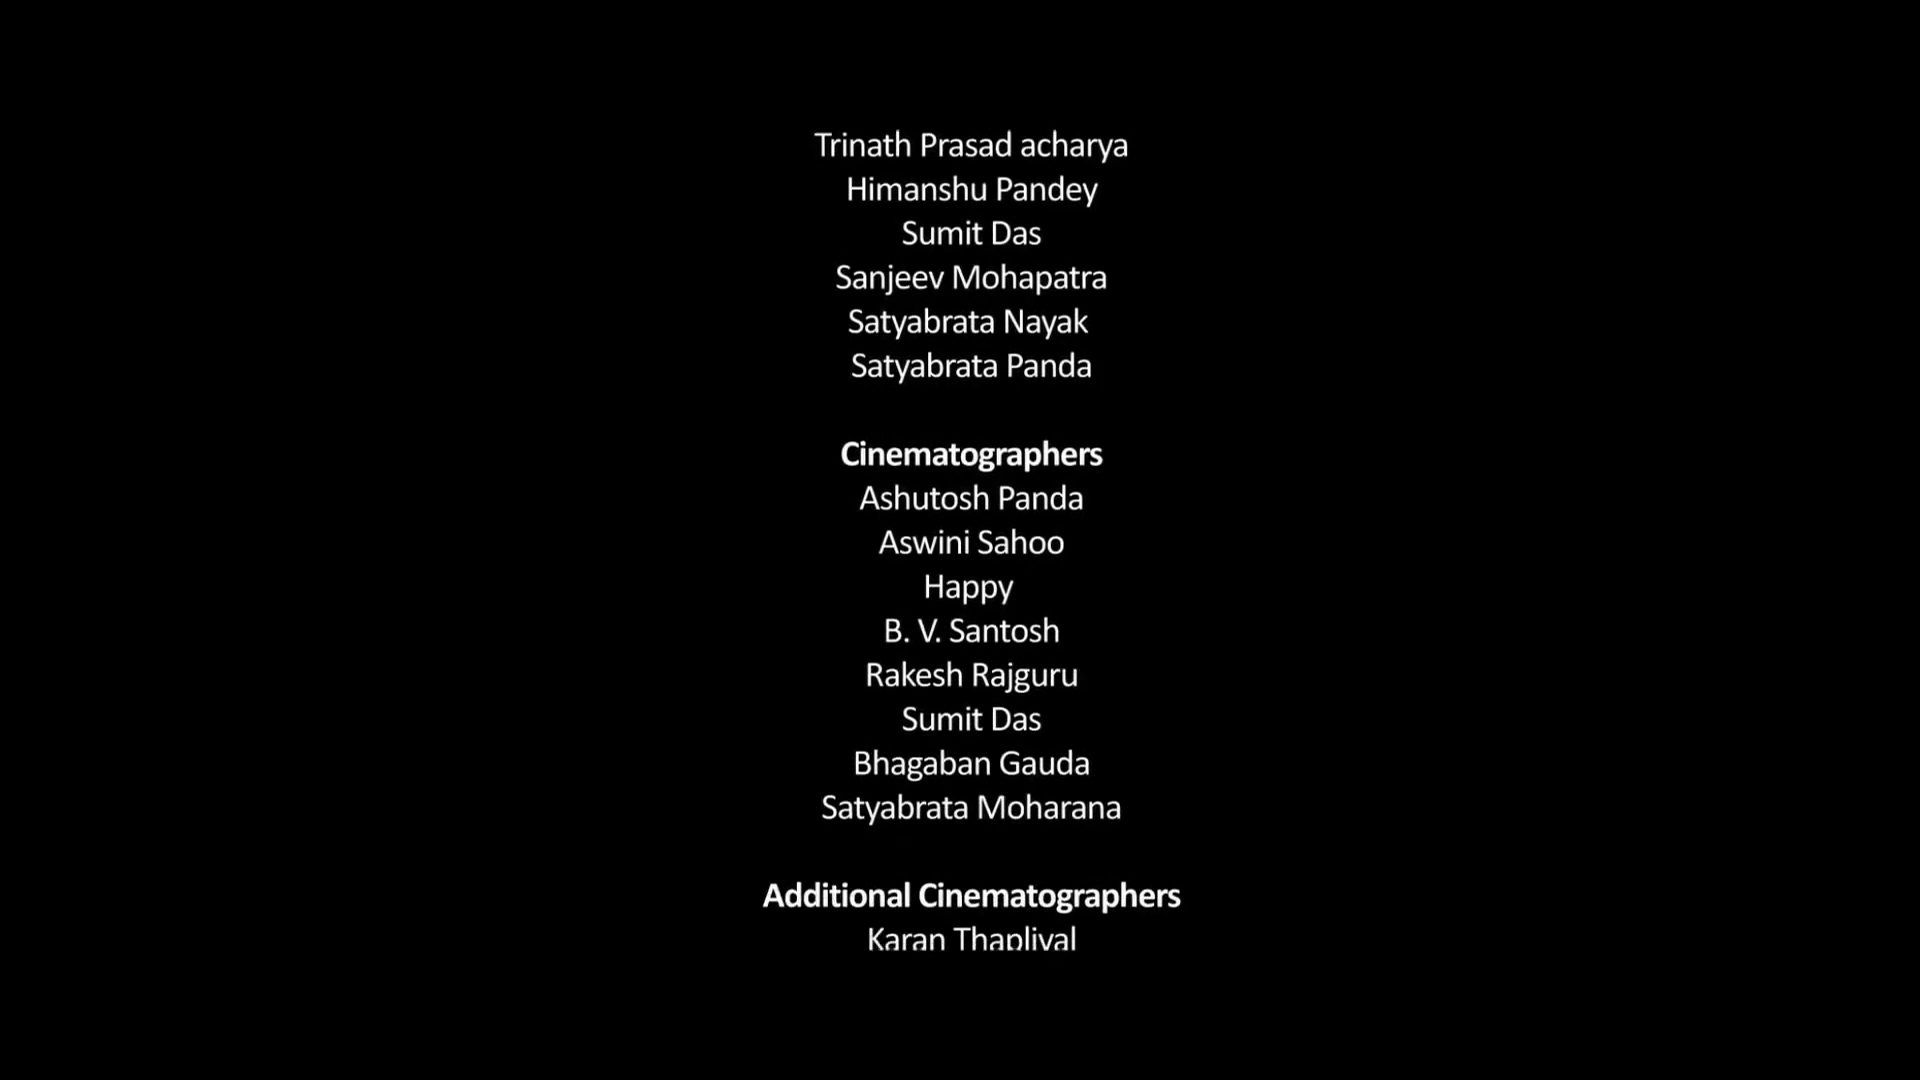 Trinath Prasad acharya
Himanshu Pandey
Sumit Das
Sanjeev Mohapatra
Satyabrata Nayak
Satyabrata Panda
Cinematographers
Ashutosh Panda
Aswini Sahoo
Happy
B. V. Santosh
Rakesh Rajguru
Sumit Das
Bhagaban Gauda
Satyabrata Moharana
Additional Cinematographers
Karan Thapliyal